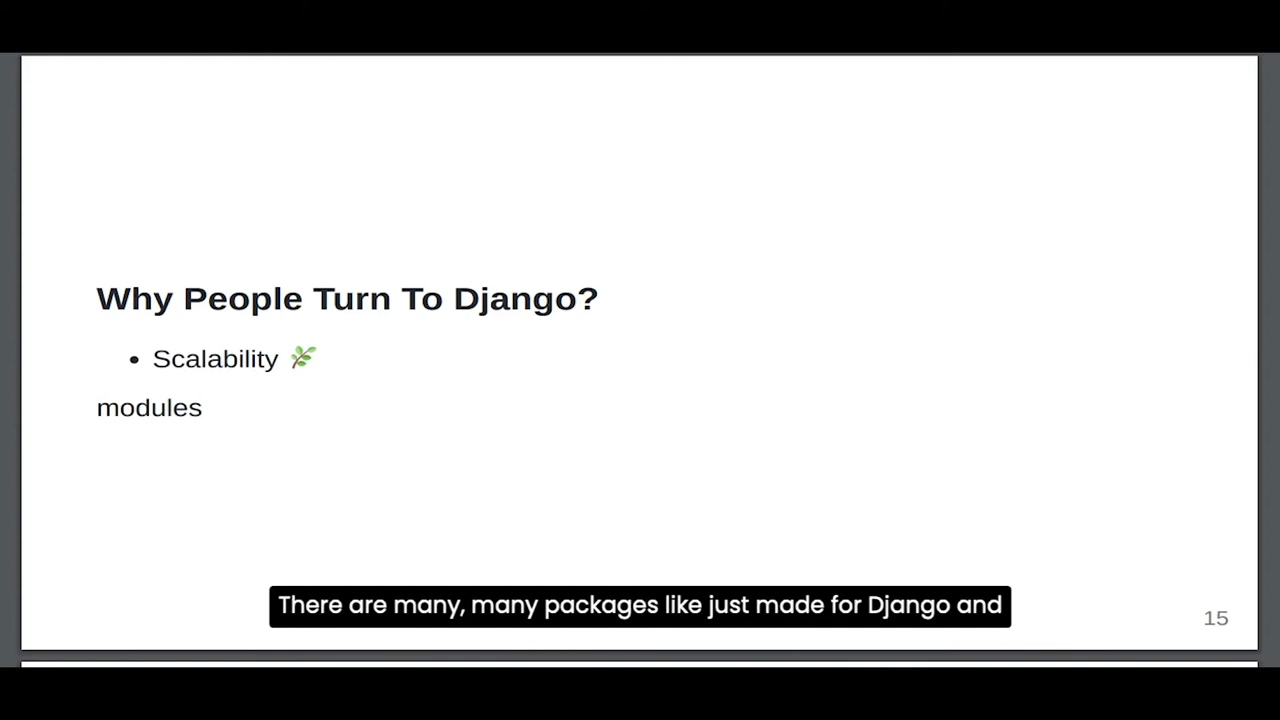 Why People Turn To Django?
• Scalability 🌿
modules
There are many, many packages like just made for Django and
15